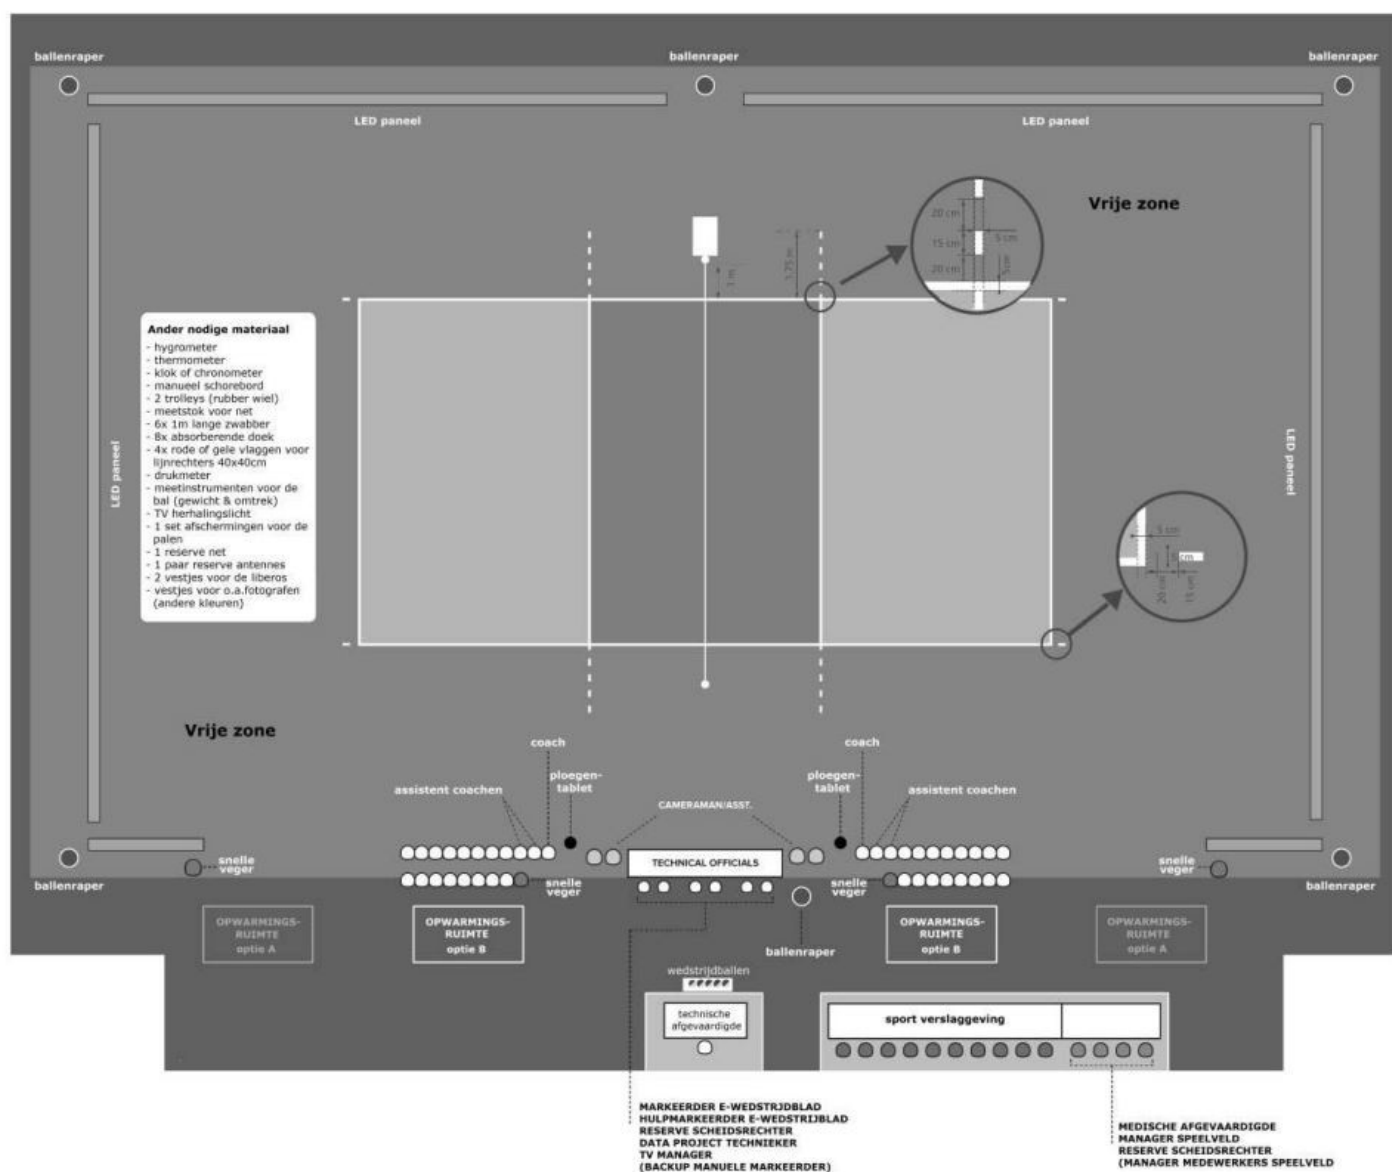 ballenraper
ballenraper
ballenraper
LED paneel
LED paneel
Vrije zone
20 cm
15 cm
5 cm
20 cm
5cm
1.75 m
1 m
Ander nodige materiaal
- hygrometer
- thermometer
- klok of chronometer
- manueel schorebord
- 2 trolleys (rubber wiel)
- meetstok voor net
- 6x 1m lange zwabber
- 8x absorberende doek
- 4x rode of gele vlaggen voor
lijnrechters 40x40cm
- drukmeter
- meetinstrumenten voor de
bal (gewicht & omtrek)
- TV herhalingslicht
- 1 set afschermingen voor de
palen
- 1 reserve net
- 1 paar reserve antennes
- 2 vestjes voor de liberos
- vestjes voor o.a.fotografen
(andere kleuren)
LED paneel
LED paneel
5 cm
cm
20 cm
15 cm
Vrije zone
coach
coach
ploegen-
tablet
ploegen-
tablet
assistent coachen
assistent coachen
CAMERAMAN/ASST.
TECHNICAL OFFICIALS
snelle
veger
snelle
veger
ballenraper
snelle
veger
snelle
veger
ballenraper
OPWARMINGS-
RUIMTE
optie A
OPWARMINGS-
RUIMTE
optie B
OPWARMINGS-
RUIMTE
optie B
OPWARMINGS-
RUIMTE
optie A
ballenraper
wedstrijdballen
technische
afgevaardigde
sport verslaggeving
MARKEERDER E-WEDSTRJDBLAD
HULPMARKEERDER E-WEDSTRIJBLAD
RESERVE SCHEIDSRECHTER
DATA PROJECT TECHNIEKER
TV MANAGER
(BACKUP MANUELE MARKEERDER)
MEDISCHE AFGEVAARDIGDE
MANAGER SPEELVELD
RESERVE SCHEIDSRECHTER
(MANAGER MEDEWERKERS SPEELVELD